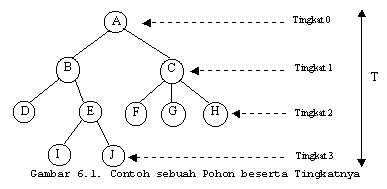 A
Tingkat 0
B
C
Tingkat 1
T
D
E
F
G
H
Tingkat 2
I
J
Tingkat 3
Gambar 6.1. Contoh sebuah Pohon beserta Tingkatnya